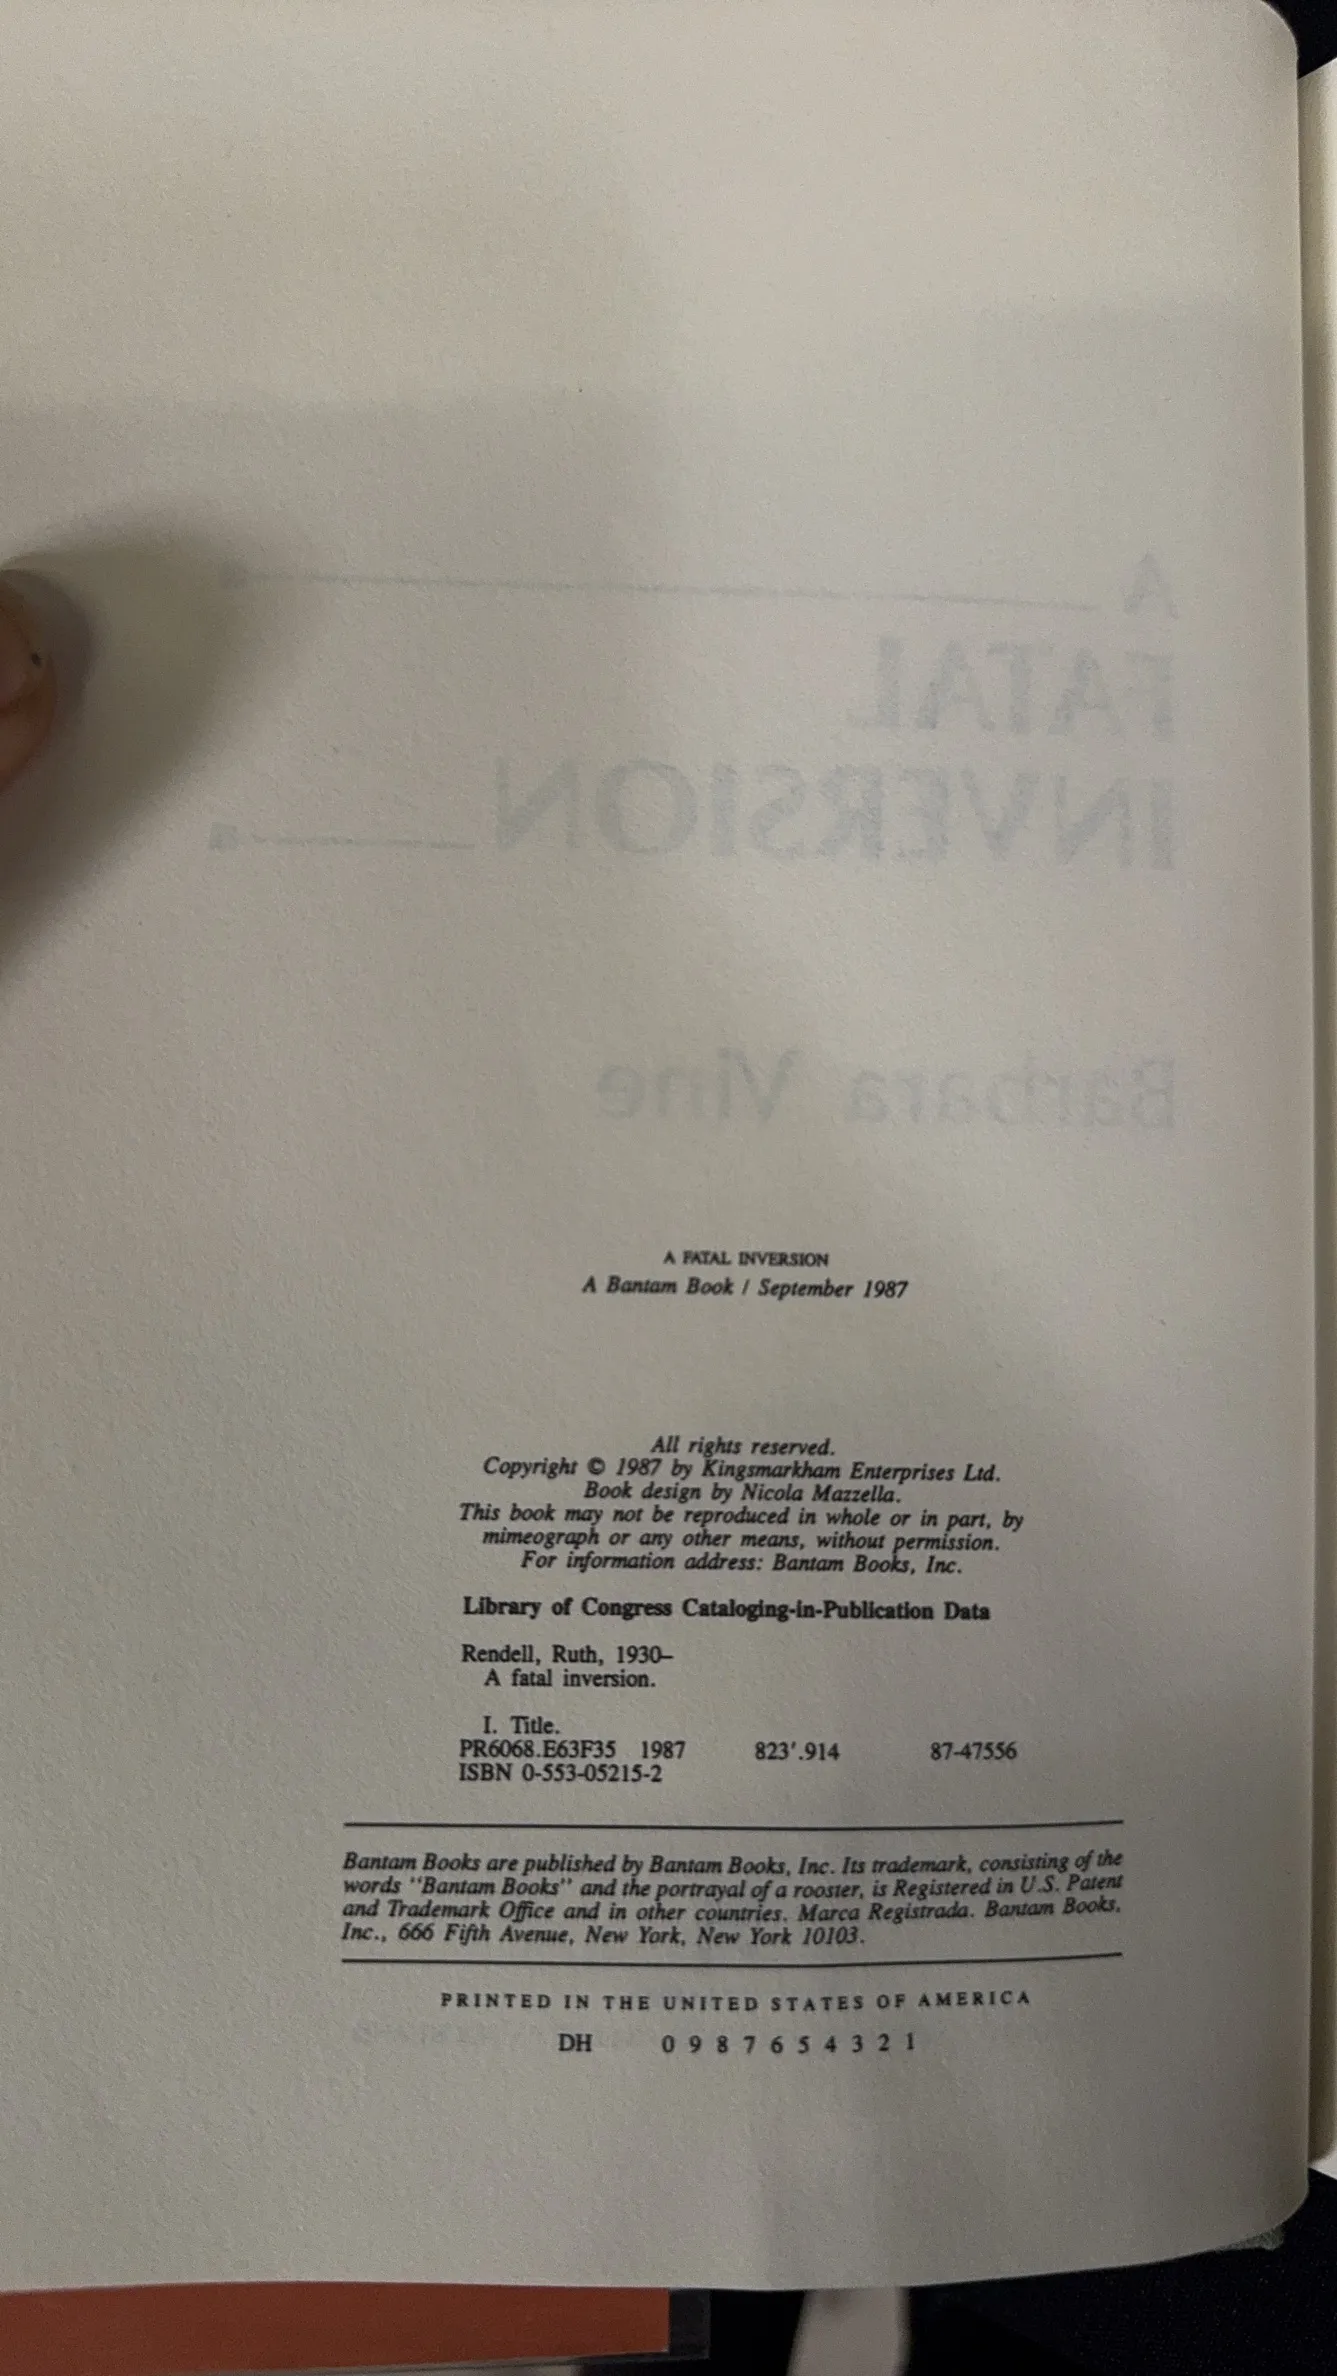 A
FATAL
INVERSION
Barbara Vine
A FATAL INVERSION
A Bantam Book / September 1987
All rights reserved.
Copyright © 1987 by Kingsmarkham Enterprises Ltd.
Book design by Nicola Mazzella.
This book may not be reproduced in whole or in part, by
mimeograph or any other means, without permission.
For information address: Bantam Books, Inc.
Library of Congress Cataloging-in-Publication Data
Rendell, Ruth, 1930–
A fatal inversion.
I. Title.
PR6068.E63F35 1987 823′.914 87-47556
ISBN 0-553-05215-2
Bantam Books are published by Bantam Books, Inc. Its trademark, consisting of the
words "Bantam Books" and the portrayal of a rooster, is Registered in U.S. Patent
and Trademark Office and in other countries. Marca Registrada. Bantam Books,
Inc., 666 Fifth Avenue, New York, New York 10103.
PRINTED IN THE UNITED STATES OF AMERICA
DH 0 9 8 7 6 5 4 3 2 1